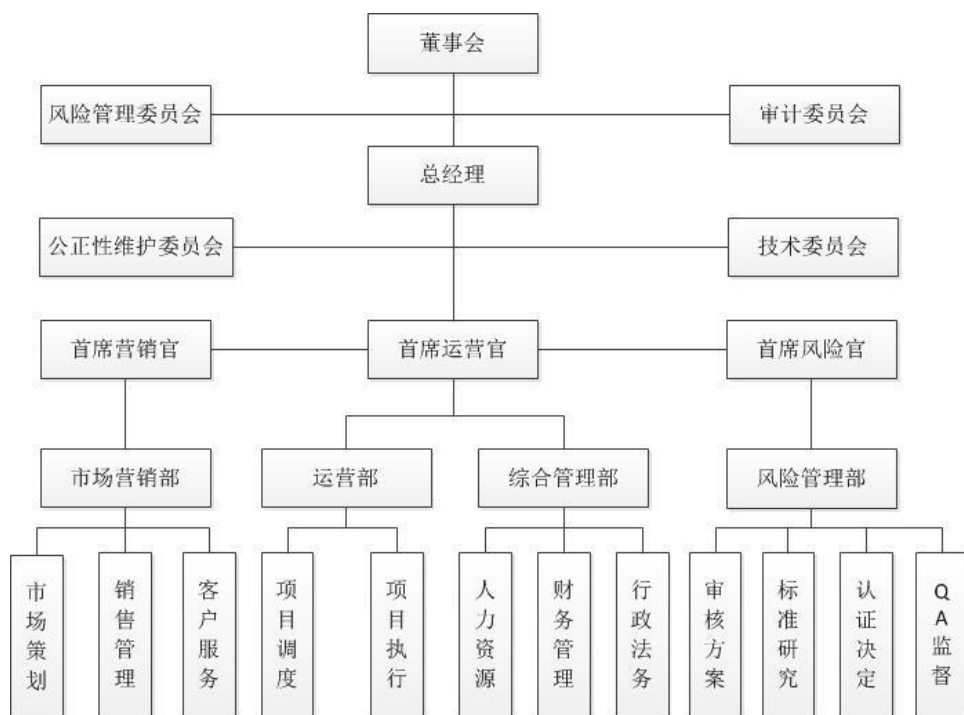 董事会
风险管理委员会
审计委员会
总经理
公正性维护委员会
技术委员会
首席营销官
首席运营官
首席风险官
市场营销部
运营部
综合管理部
风险管理部
市场策划
销售管理
客户服务
项目调度
项目执行
人力资源
财务管理
行政法务
审核方案
标准研究
认证决定
QA监督